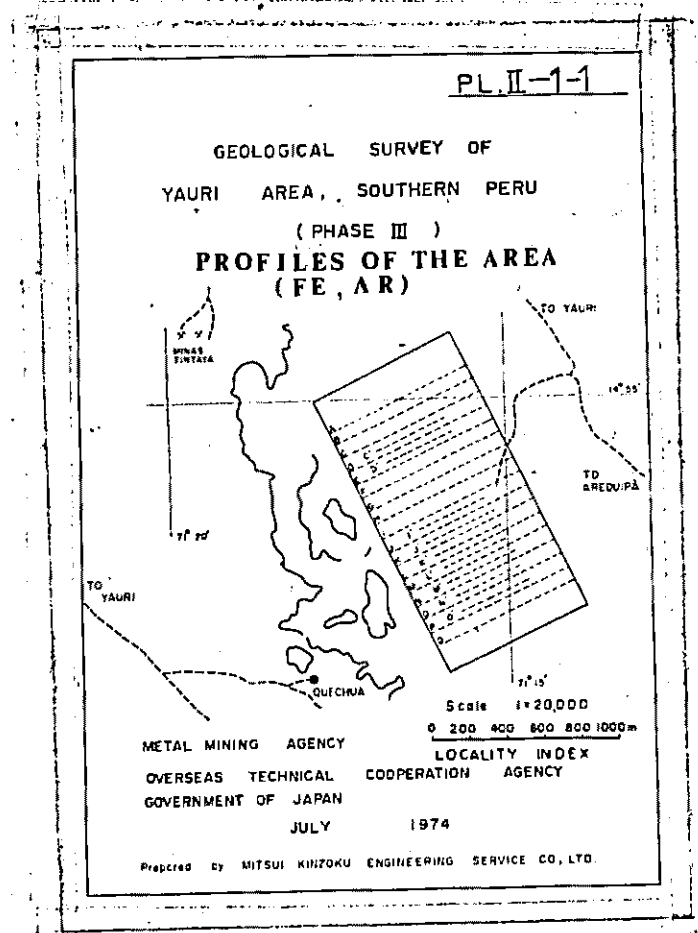 PL.II-1-1
GEOLOGICAL SURVEY OF
YAURI AREA, SOUTHERN PERU
(PHASE III)
PROFILES OF THE AREA
(FE, AR)
TO YAURI
MINAS
TINTAYA
14° 55'
TO
AREQUIPA
71° 20'
TO
YAURI
QUECHUA
71° 15'
Scale 1=20,000
0 200 400 600 800 1000m
LOCALITY INDEX
METAL MINING AGENCY
OVERSEAS TECHNICAL COOPERATION AGENCY
GOVERNMENT OF JAPAN
JULY 1974
Prepared by MITSUI KINZOKU ENGINEERING SERVICE CO, LTD.